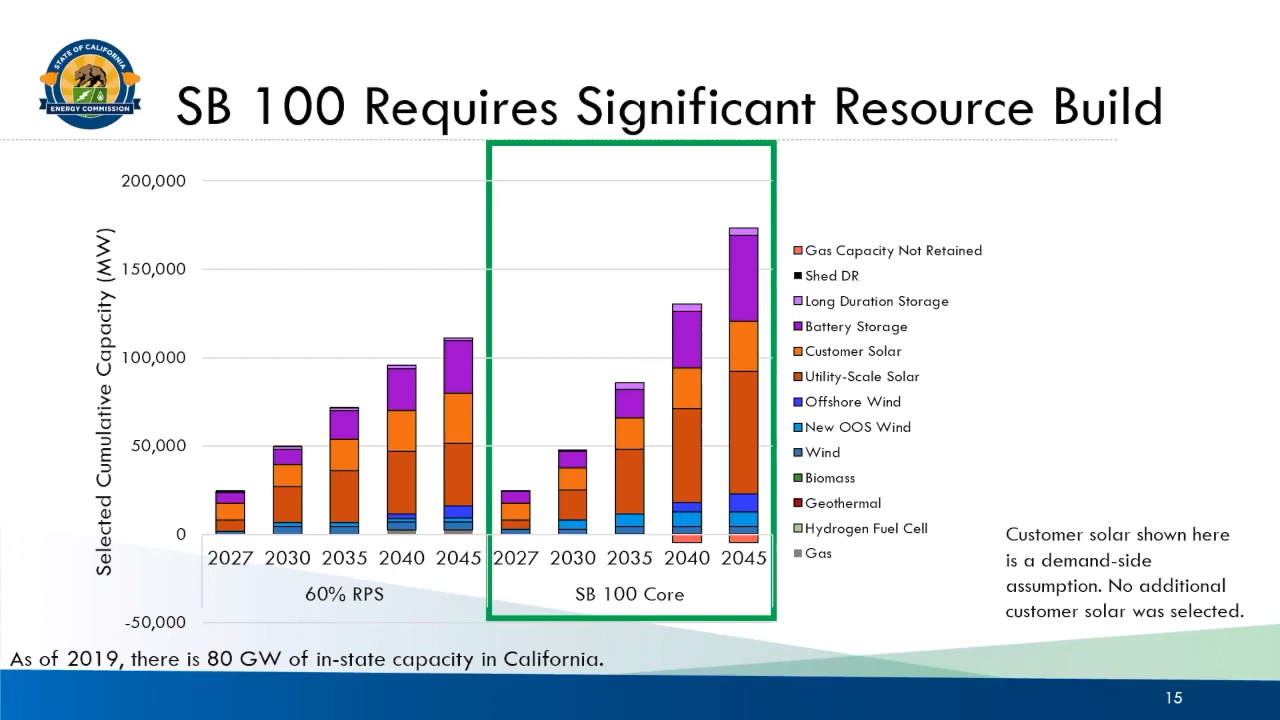 STATE OF CALIFORNIA
ENERGY COMMISSION
SB 100 Requires Significant Resource Build
Selected Cumulative Capacity (MW)
200,000
150,000
100,000
50,000
0
-50,000
2027 2030 2035 2040 2045 2027 2030 2035 2040 2045
60% RPS SB 100 Core
Gas Capacity Not Retained
Shed DR
Long Duration Storage
Battery Storage
Customer Solar
Utility-Scale Solar
Offshore Wind
New OOS Wind
Wind
Biomass
Geothermal
Hydrogen Fuel Cell
Gas
Customer solar shown here
is a demand-side
assumption. No additional
customer solar was selected.
As of 2019, there is 80 GW of in-state capacity in California.
15